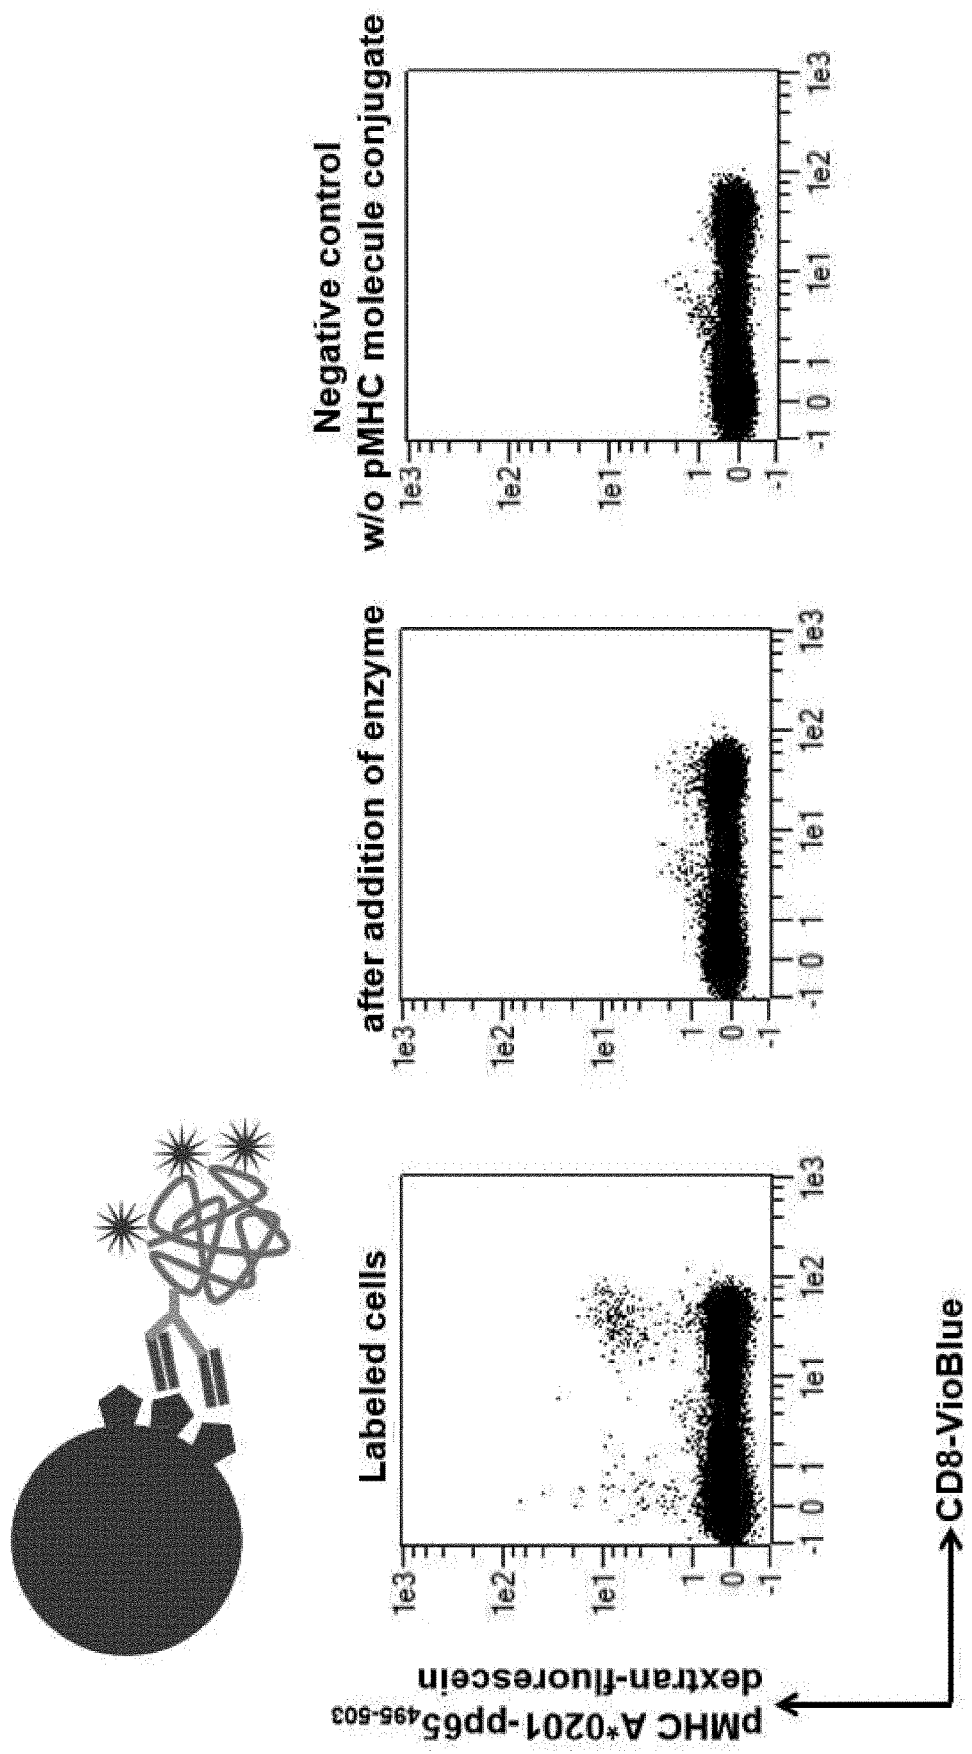 Labeled cells
after addition of enzyme
Negative control
w/o pMHC molecule conjugate
1e3
1e2
1e1
1
0
-1
-1 0 1 1e1 1e2 1e3
1e3
1e2
1e1
1
0
-1
-1 0 1 1e1 1e2 1e3
1e3
1e2
1e1
1
0
-1
-1 0 1 1e1 1e2 1e3
pMHC A*0201-pp65495-503
dextran-fluorescein
CD8-VioBlue